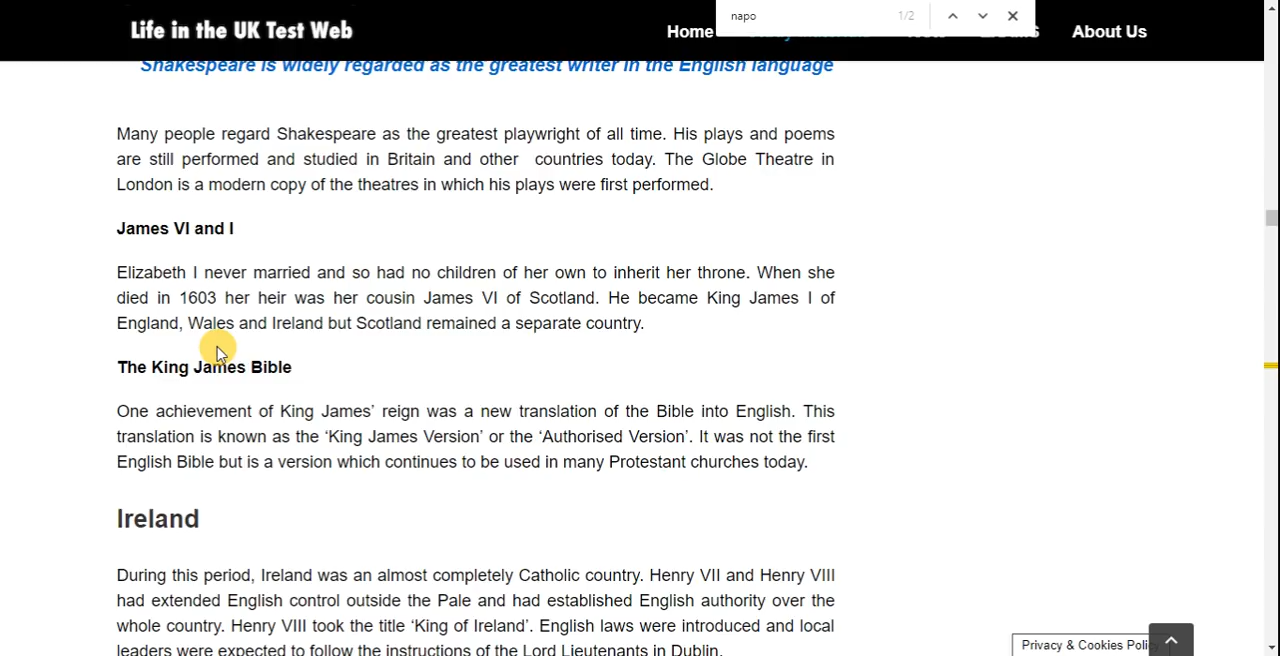 Life in the UK Test Web
napo 1/2
Home
About Us
Shakespeare is widely regarded as the greatest writer in the English language
Many people regard Shakespeare as the greatest playwright of all time. His plays and poems
are still performed and studied in Britain and other countries today. The Globe Theatre in
London is a modern copy of the theatres in which his plays were first performed.
James VI and I
Elizabeth I never married and so had no children of her own to inherit her throne. When she
died in 1603 her heir was her cousin James VI of Scotland. He became King James I of
England, Wales and Ireland but Scotland remained a separate country.
The King James Bible
One achievement of King James’ reign was a new translation of the Bible into English. This
translation is known as the ‘King James Version’ or the ‘Authorised Version’. It was not the first
English Bible but is a version which continues to be used in many Protestant churches today.
Ireland
During this period, Ireland was an almost completely Catholic country. Henry VII and Henry VIII
had extended English control outside the Pale and had established English authority over the
whole country. Henry VIII took the title ‘King of Ireland’. English laws were introduced and local
leaders were expected to follow the instructions of the Lord Lieutenants in Dublin.
Privacy & Cookies Polic